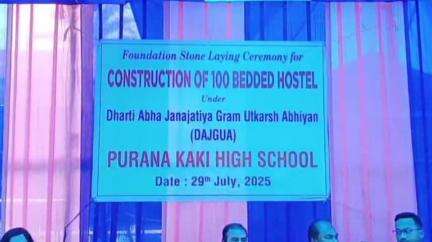 Foundation Stone Laying Ceremony for
CONSTRUCTION OF 100 BEDDED HOSTEL
Under
Dharti Abha Janajatiya Gram Utkarsh Abhiyan
(DAJGUA)
PURANA KAKI HIGH SCHOOL
Date : 29th July, 2025